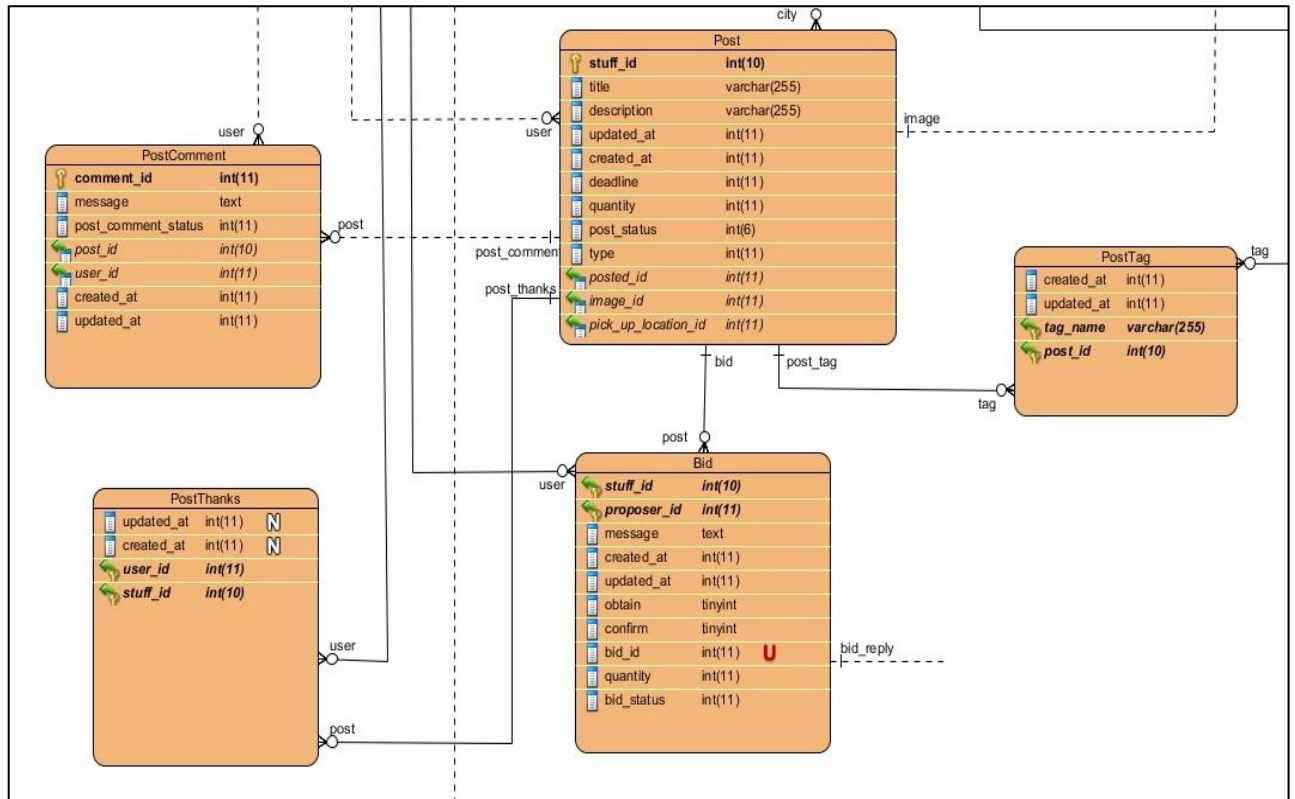 city
Post
stuff_id int(10)
title varchar(255)
description varchar(255)
updated_at int(11)
created_at int(11)
deadline int(11)
quantity int(11)
post_status int(6)
type int(11)
posted_id int(11)
image_id int(11)
pick_up_location_id int(11)
user
image
post_comment
post_thanks
bid
post_tag
user
PostComment
comment_id int(11)
message text
post_comment_status int(11)
post_id int(10)
user_id int(11)
created_at int(11)
updated_at int(11)
post
PostTag
created_at int(11)
updated_at int(11)
tag_name varchar(255)
post_id int(10)
tag
tag
post
user
Bid
stuff_id int(10)
proposer_id int(11)
message text
created_at int(11)
updated_at int(11)
obtain tinyint
confirm tinyint
bid_id int(11) U
quantity int(11)
bid_status int(11)
bid_reply
PostThanks
updated_at int(11) N
created_at int(11) N
user_id int(11)
stuff_id int(10)
user
post